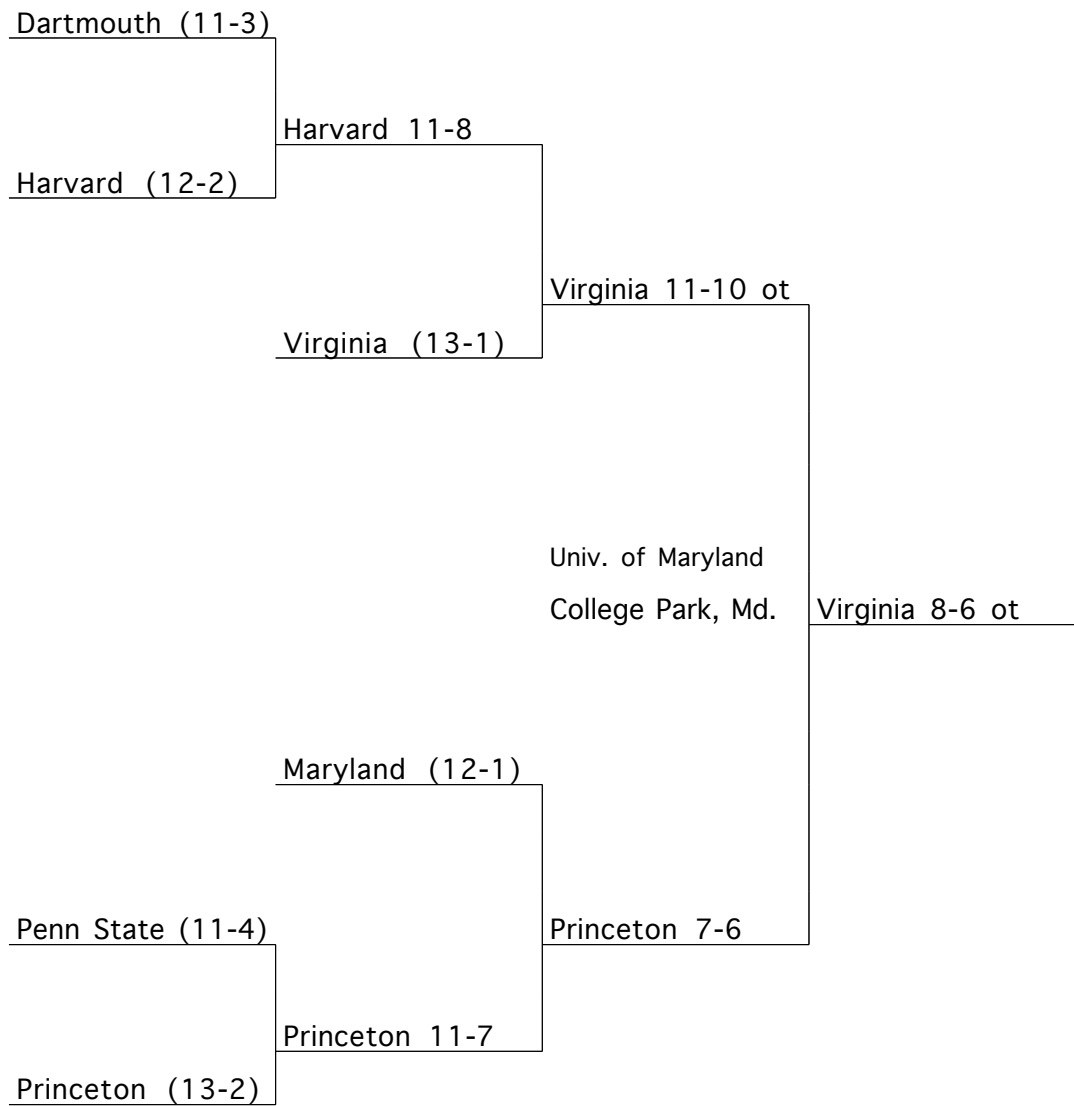 Dartmouth (11-3)
Harvard 11-8
Harvard (12-2)
Virginia 11-10 ot
Virginia (13-1)
Univ. of Maryland
College Park, Md.
Virginia 8-6 ot
Maryland (12-1)
Penn State (11-4)
Princeton 7-6
Princeton 11-7
Princeton (13-2)